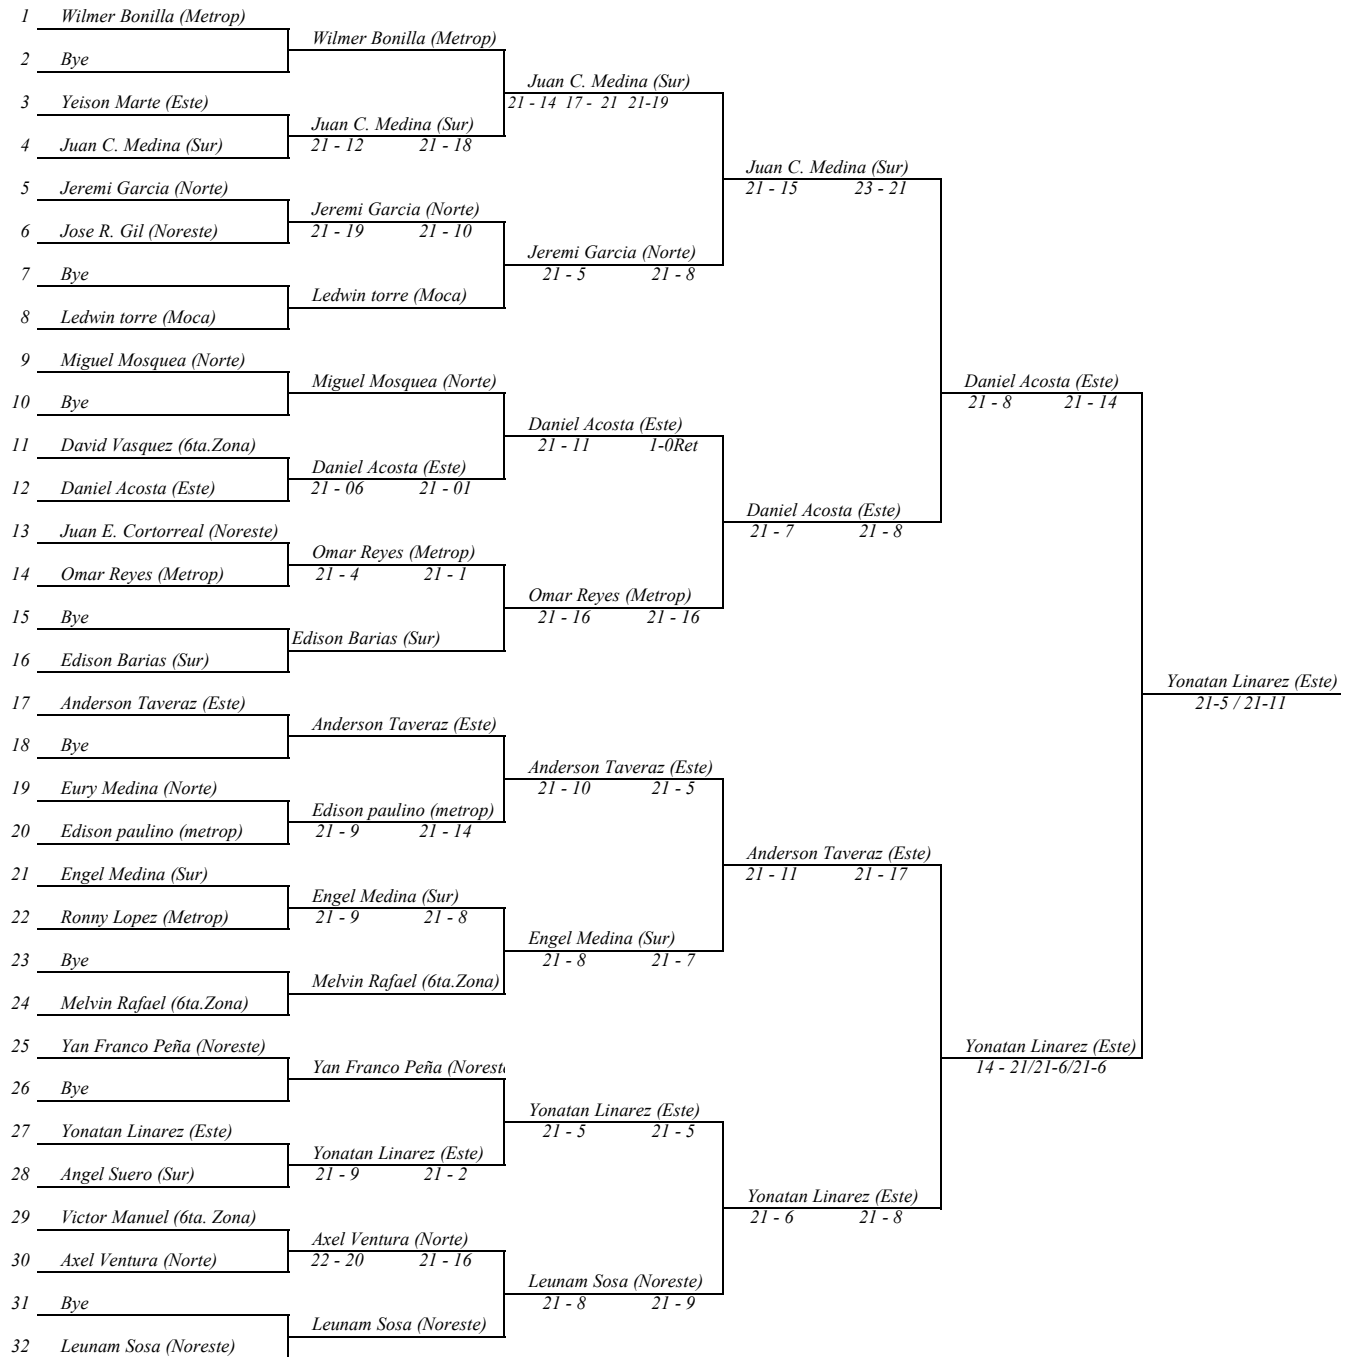 1 Wilmer Bonilla (Metrop)
Wilmer Bonilla (Metrop)
2 Bye
Juan C. Medina (Sur)
21 - 14 17 - 21 21-19
3 Yeison Marte (Este)
Juan C. Medina (Sur)
21 - 12 21 - 18
4 Juan C. Medina (Sur)
Juan C. Medina (Sur)
21 - 15 23 - 21
5 Jeremi Garcia (Norte)
Jeremi Garcia (Norte)
21 - 19 21 - 10
6 Jose R. Gil (Noreste)
Jeremi Garcia (Norte)
21 - 5 21 - 8
7 Bye
Ledwin torre (Moca)
8 Ledwin torre (Moca)
9 Miguel Mosquea (Norte)
Miguel Mosquea (Norte)
Daniel Acosta (Este)
21 - 8 21 - 14
10 Bye
Daniel Acosta (Este)
21 - 11 1-0Ret
11 David Vasquez (6ta.Zona)
Daniel Acosta (Este)
21 - 06 21 - 01
12 Daniel Acosta (Este)
Daniel Acosta (Este)
21 - 7 21 - 8
13 Juan E. Cortorreal (Noreste)
Omar Reyes (Metrop)
21 - 4 21 - 1
14 Omar Reyes (Metrop)
Omar Reyes (Metrop)
21 - 16 21 - 16
15 Bye
Edison Barias (Sur)
16 Edison Barias (Sur)
Yonatan Linarez (Este)
21-5 / 21-11
17 Anderson Taveraz (Este)
Anderson Taveraz (Este)
18 Bye
Anderson Taveraz (Este)
21 - 10 21 - 5
19 Eury Medina (Norte)
Edison paulino (metrop)
21 - 9 21 - 14
20 Edison paulino (metrop)
Anderson Taveraz (Este)
21 - 11 21 - 17
21 Engel Medina (Sur)
Engel Medina (Sur)
21 - 9 21 - 8
22 Ronny Lopez (Metrop)
Engel Medina (Sur)
21 - 8 21 - 7
23 Bye
Melvin Rafael (6ta.Zona)
24 Melvin Rafael (6ta.Zona)
25 Yan Franco Peña (Noreste)
Yan Franco Peña (Noreste
Yonatan Linarez (Este)
14 - 21/21-6/21-6
26 Bye
Yonatan Linarez (Este)
21 - 5 21 - 5
27 Yonatan Linarez (Este)
Yonatan Linarez (Este)
21 - 9 21 - 2
28 Angel Suero (Sur)
Yonatan Linarez (Este)
21 - 6 21 - 8
29 Victor Manuel (6ta. Zona)
Axel Ventura (Norte)
22 - 20 21 - 16
30 Axel Ventura (Norte)
Leunam Sosa (Noreste)
21 - 8 21 - 9
31 Bye
Leunam Sosa (Noreste)
32 Leunam Sosa (Noreste)